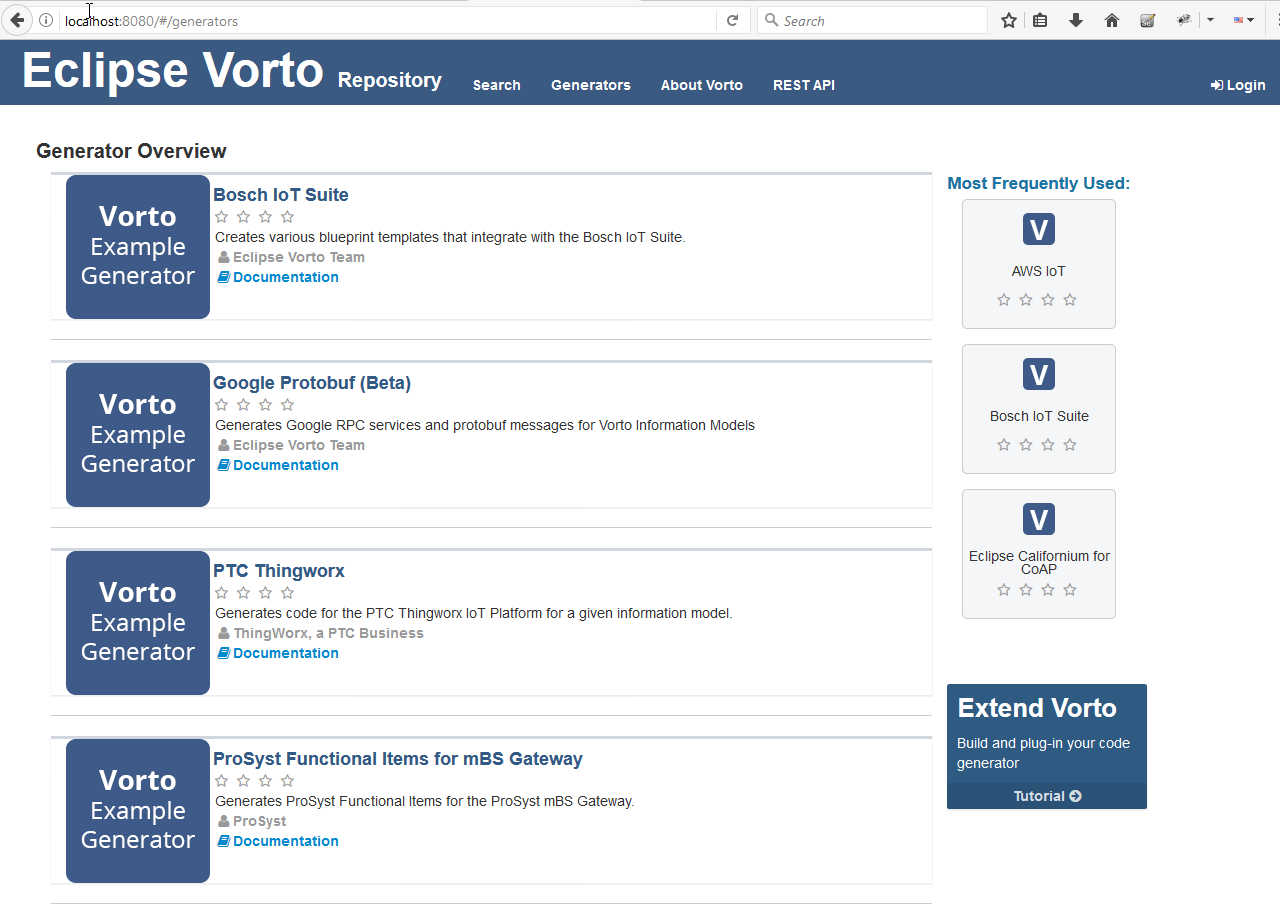 localhost:8080/#/generators
Search
Eclipse Vorto Repository Search Generators About Vorto REST API Login
Generator Overview
Vorto
Example
Generator
Bosch IoT Suite
Creates various blueprint templates that integrate with the Bosch IoT Suite.
Eclipse Vorto Team
Documentation
Vorto
Example
Generator
Google Protobuf (Beta)
Generates Google RPC services and protobuf messages for Vorto Information Models
Eclipse Vorto Team
Documentation
Vorto
Example
Generator
PTC Thingworx
Generates code for the PTC Thingworx IoT Platform for a given information model.
ThingWorx, a PTC Business
Documentation
Vorto
Example
Generator
ProSyst Functional Items for mBS Gateway
Generates ProSyst Functional Items for the ProSyst mBS Gateway.
ProSyst
Documentation
Most Frequently Used:
V
AWS IoT
V
Bosch IoT Suite
V
Eclipse Californium for
CoAP
Extend Vorto
Build and plug-in your code
generator
Tutorial